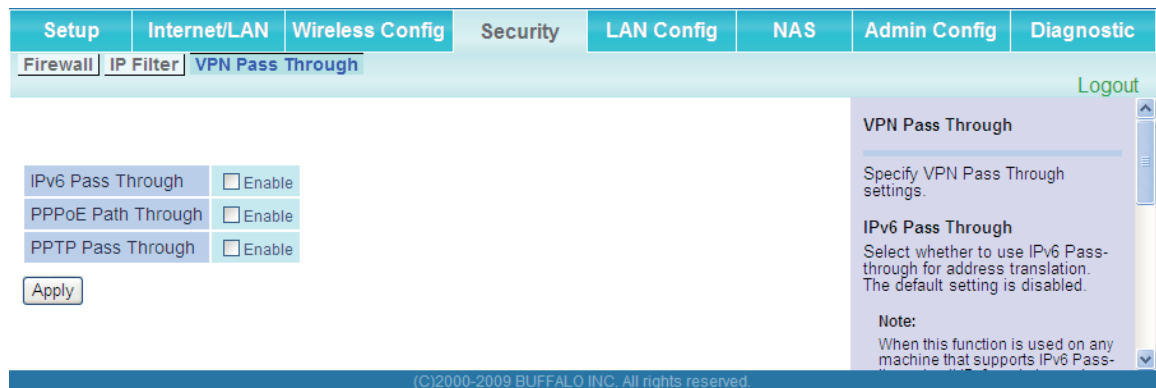 Setup Internet/LAN Wireless Config Security LAN Config NAS Admin Config Diagnostic
Firewall IP Filter VPN Pass Through
Logout
IPv6 Pass Through Enable
PPPoE Path Through Enable
PPTP Pass Through Enable
Apply
VPN Pass Through
Specify VPN Pass Through
settings.
IPv6 Pass Through
Select whether to use IPv6 Pass-
through for address translation.
The default setting is disabled.
Note:
When this function is used on any
machine that supports IPv6 Pass-
(C)2000-2009 BUFFALO INC. All rights reserved.